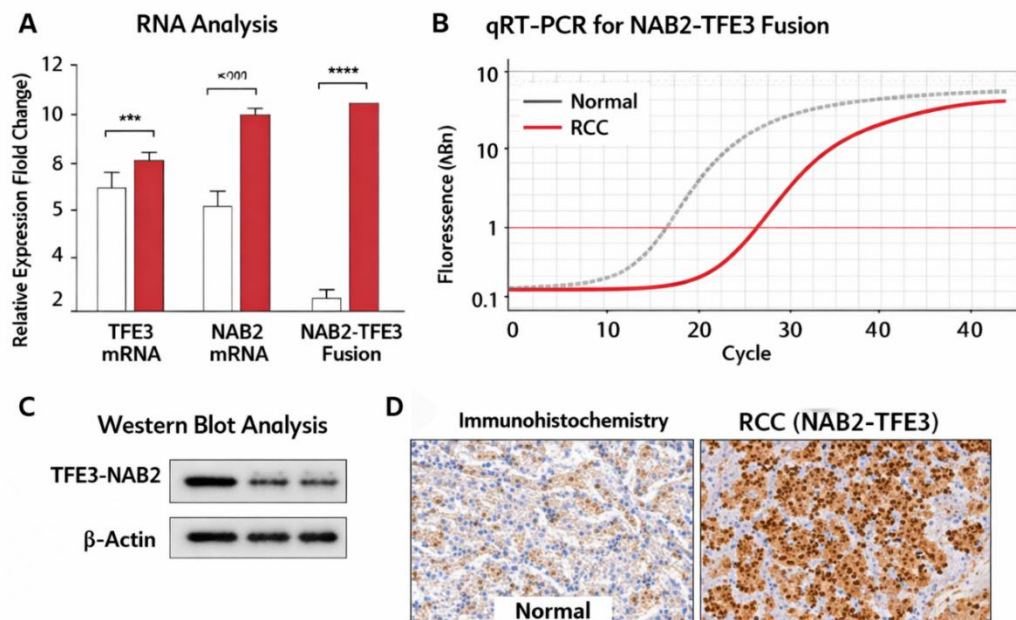 A RNA Analysis
Relative Expression Fold Change)
12
10
8
5
4
2
***
****
TFE3
mRNA
NAB2
mRNA
NAB2-TFE3
Fusion
B qRT-PCR for NAB2-TFE3 Fusion
Normal
RCC
10
10
1
0.1
0 10 20 30 40 40
Cycle
C Western Blot Analysis
TFE3-NAB2
β-Actin
D Immunohistochemistry
RCC (NAB2-TFE3)
Normal